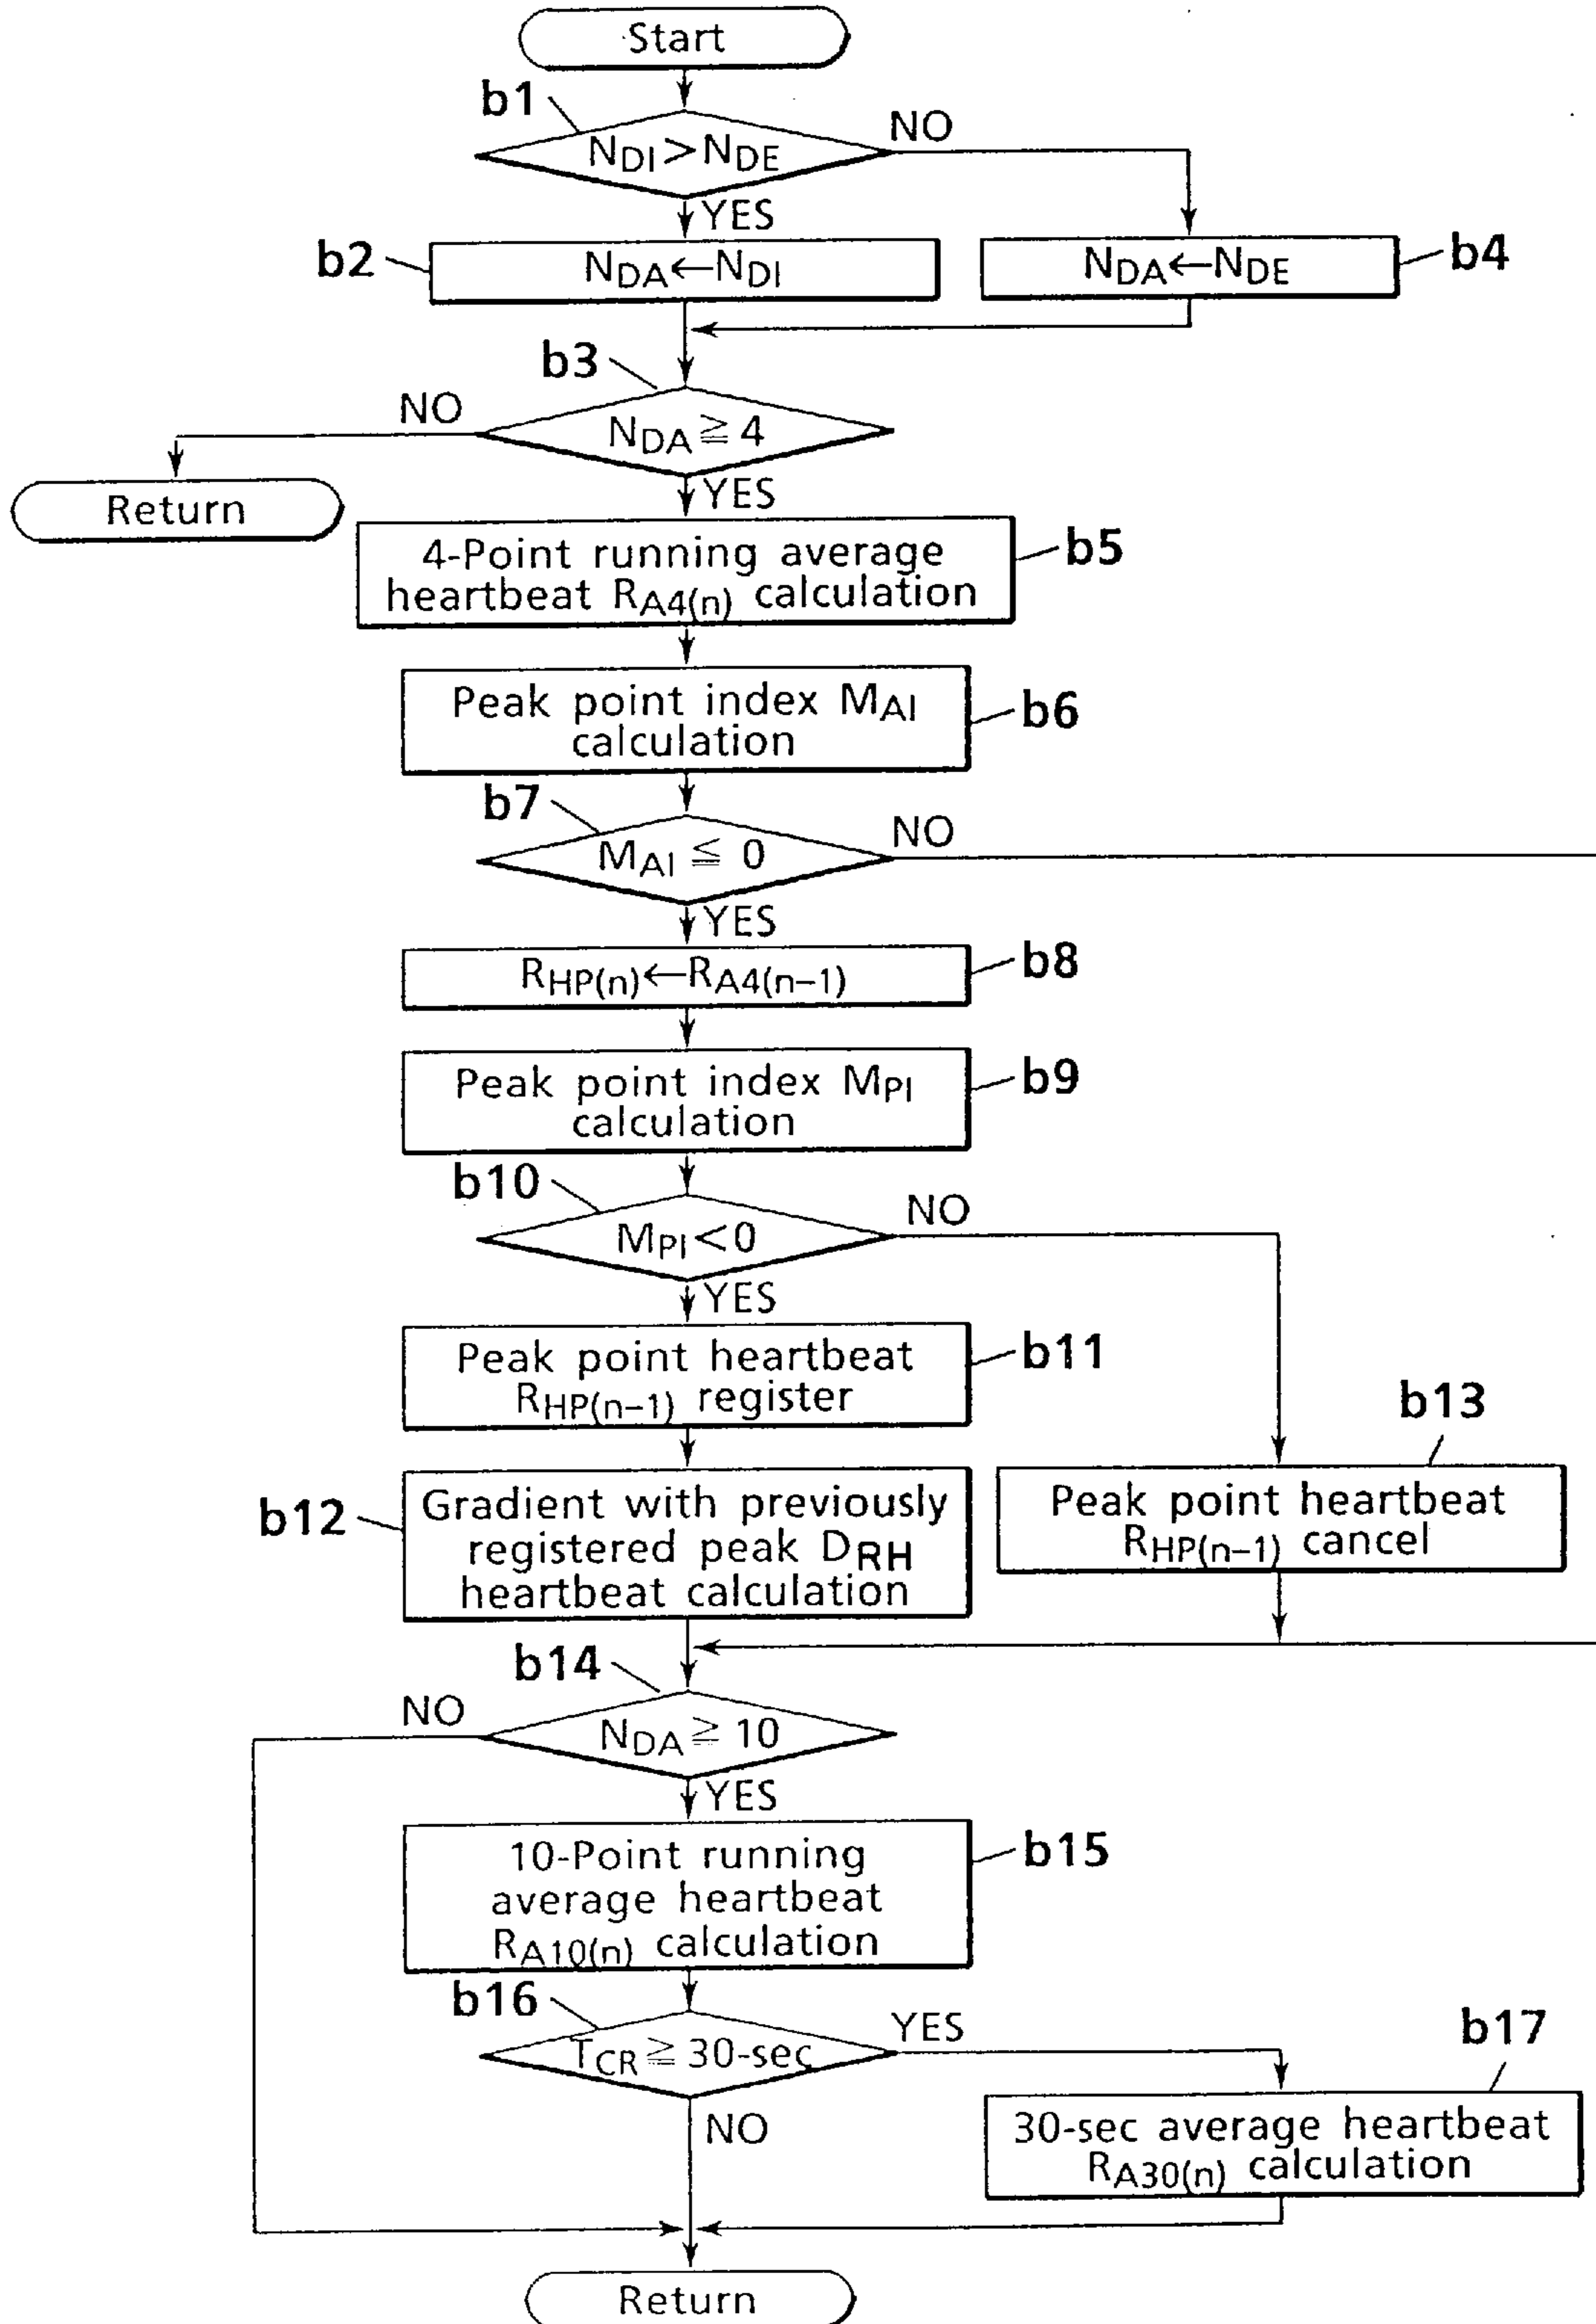 Start
b1
NDI>NDE
NO
YES
b2
NDA←NDI
NDA←NDE
b4
b3
NO
NDA≧4
Return
YES
4-Point running average
heartbeat RA4(n) calculation
b5
Peak point index MAI
calculation
b6
b7
MAI ≦ 0
NO
YES
RHP(n)←RA4(n-1)
b8
Peak point index MPI
calculation
b9
b10
MPI<0
NO
YES
Peak point heartbeat
RHP(n-1) register
b11
b12
Gradient with previously
registered peak DRH
heartbeat calculation
b13
Peak point heartbeat
RHP(n-1) cancel
b14
NO
NDA≧10
YES
10-Point running
average heartbeat
RA10(n) calculation
b15
b16
TCR≧30-sec
YES
NO
b17
30-sec average heartbeat
RA30(n) calculation
Return